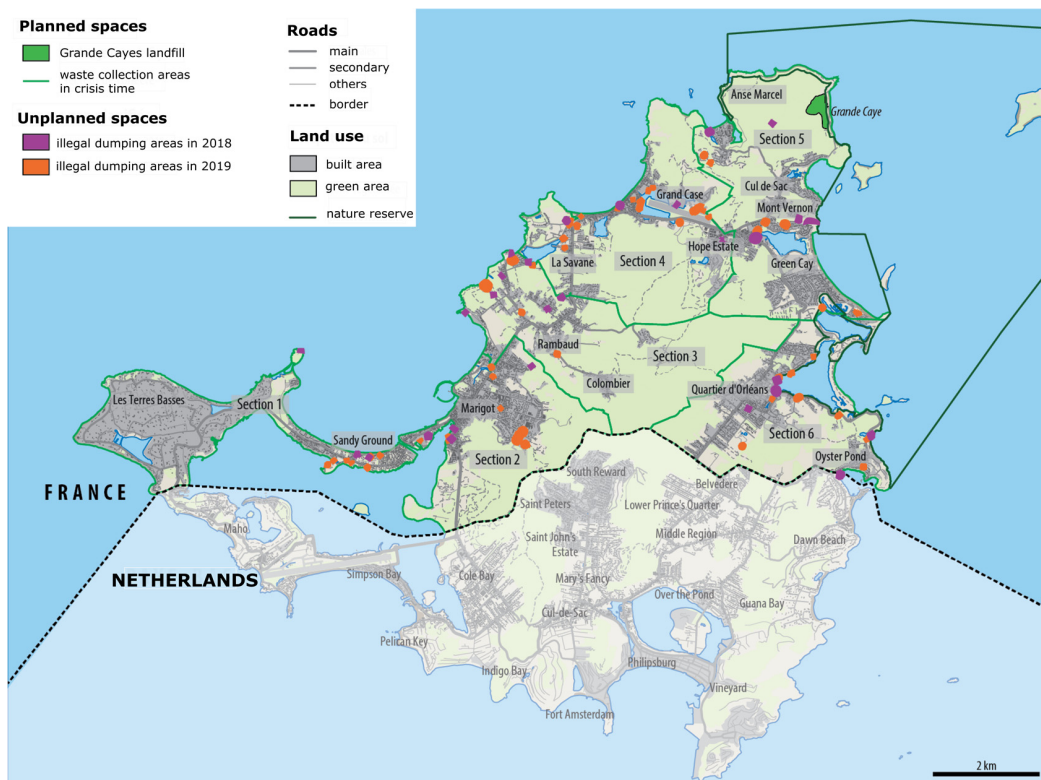 Planned spaces
Grande Cayes landfill
waste collection areas
in crisis time
Unplanned spaces
illegal dumping areas in 2018
illegal dumping areas in 2019
Roads
main
secondary
others
border
Land use
built area
green area
nature reserve
Anse Marcel
Grande Caye
Section 5
Cul de Sac
Grand Case
Mont Vernon
Hope Estate
La Savane
Section 4
Green Cay
Rambaud
Section 3
Colombier
Quartier d'Orléans
Les Terres Basses
Section 1
Marigot
Sandy Ground
Section 6
Section 2
Oyster Pond
FRANCE
South Reward
Belvedere
Saint Peters
Lower Prince's Quarter
Maho
Saint John's
Estate
Middle Region
Dawn Beach
NETHERLANDS
Simpson Bay
Cole Bay
Mary's Fancy
Over the Pond
Guana Bay
Cul-de-Sac
Pelican Key
Philipsburg
Indigo Bay
Vineyard
Fort Amsterdam
2 km